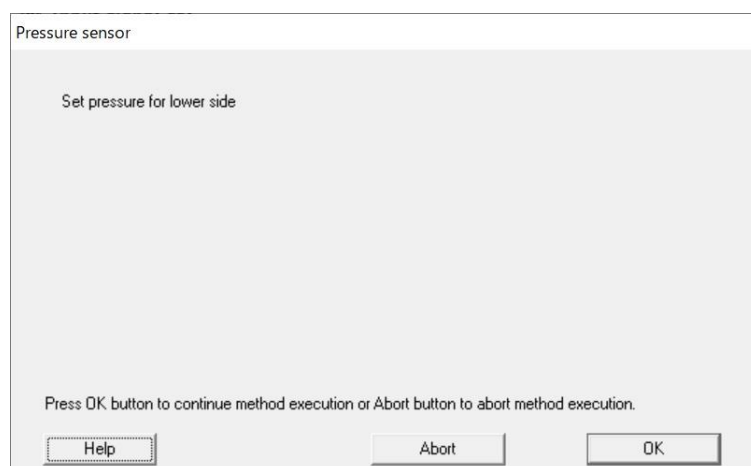 Pressure sensor
Set pressure for lower side
Press OK button to continue method execution or Abort button to abort method execution.
Help Abort OK